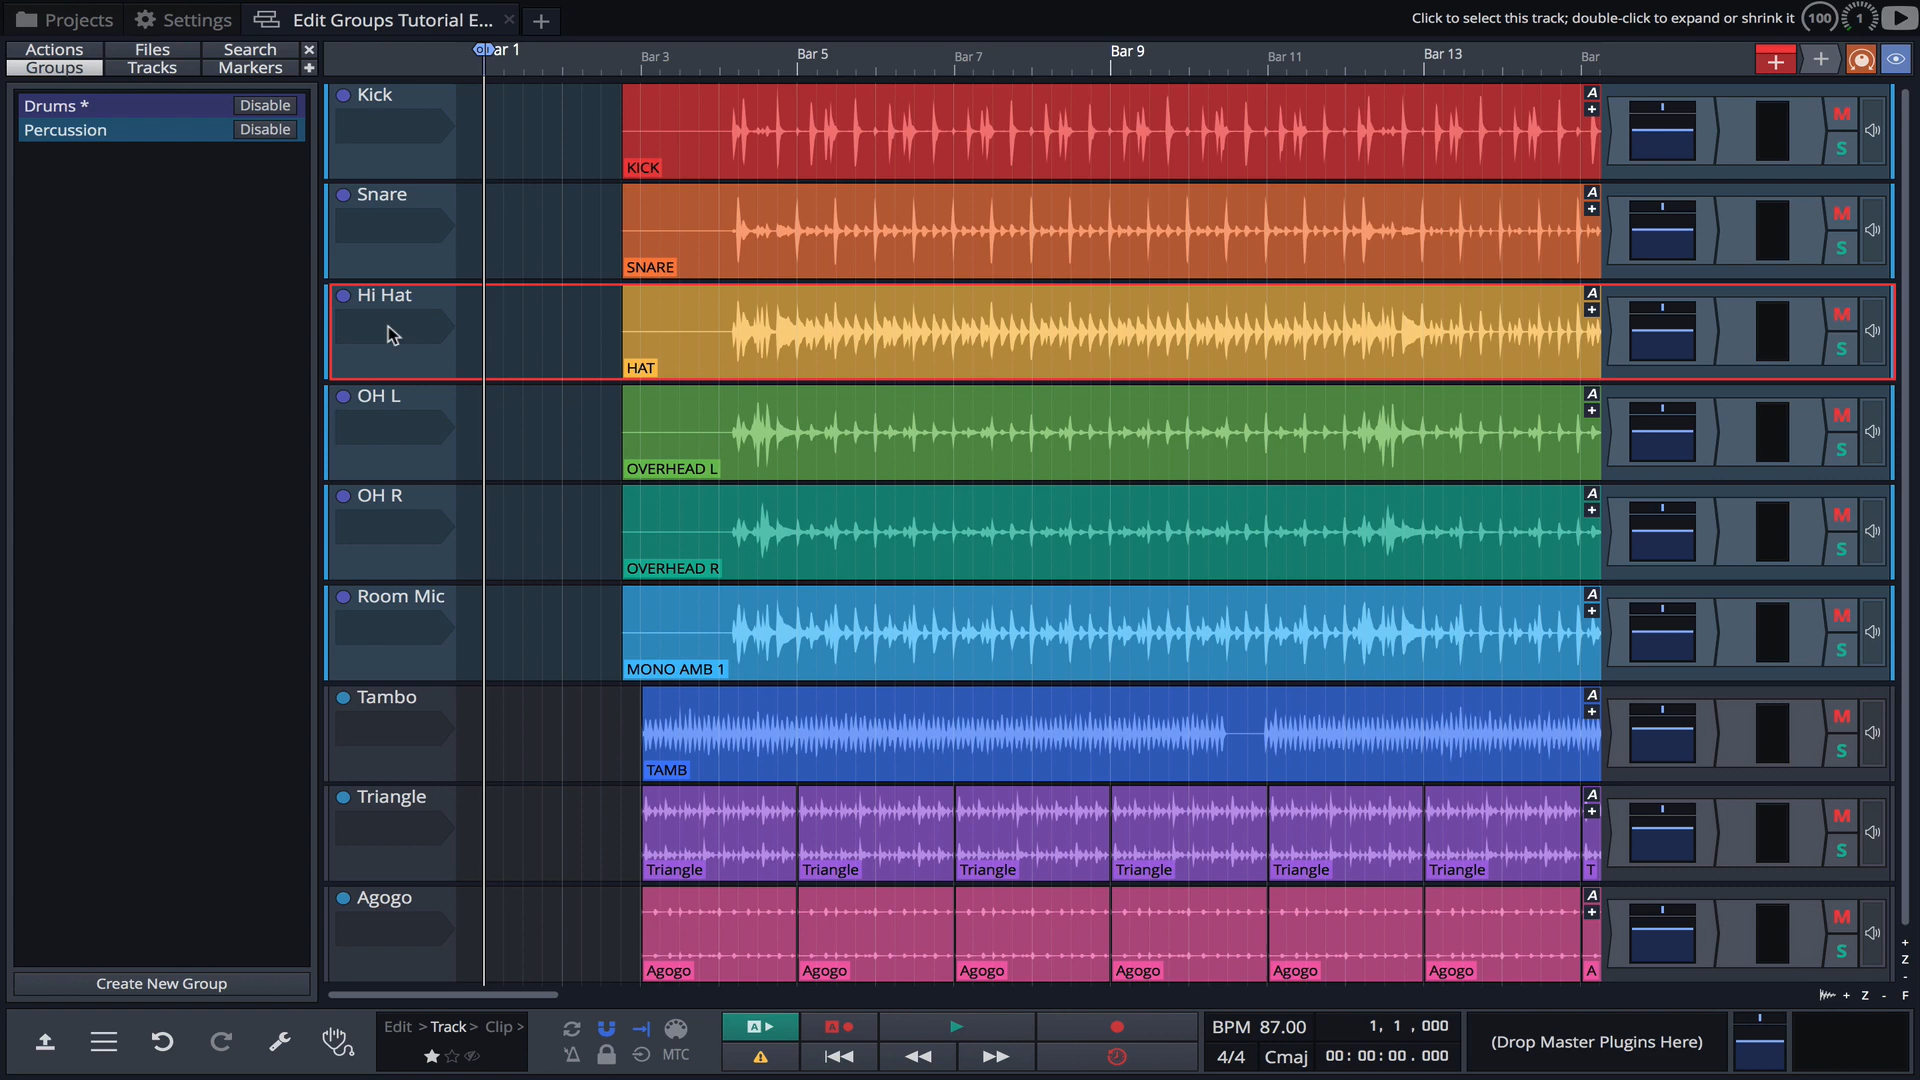 Projects
Settings
Edit Groups Tutorial E...
Click to select this track; double-click to expand or shrink it
100
1
Actions
Files
Search
Groups
Tracks
Markers
Bar 1
Bar 3
Bar 5
Bar 7
Bar 9
Bar 11
Bar 13
Bar
Drums *
Disable
Percussion
Disable
Kick
KICK
A
M
S
Snare
SNARE
A
M
S
Hi Hat
HAT
A
M
S
OH L
OVERHEAD L
A
M
S
OH R
OVERHEAD R
A
M
S
Room Mic
MONO AMB 1
A
M
S
Tambo
TAMB
A
M
S
Triangle
Triangle
Triangle
Triangle
Triangle
Triangle
Triangle
T
A
M
S
Agogo
Agogo
Agogo
Agogo
Agogo
Agogo
Agogo
A
A
M
S
Create New Group
+
Z
-
+ Z - F
Edit > Track > Clip >
MTC
A
A
BPM 87.00
1, 1, 000
4/4
Cmaj
00: 00: 00. 000
(Drop Master Plugins Here)